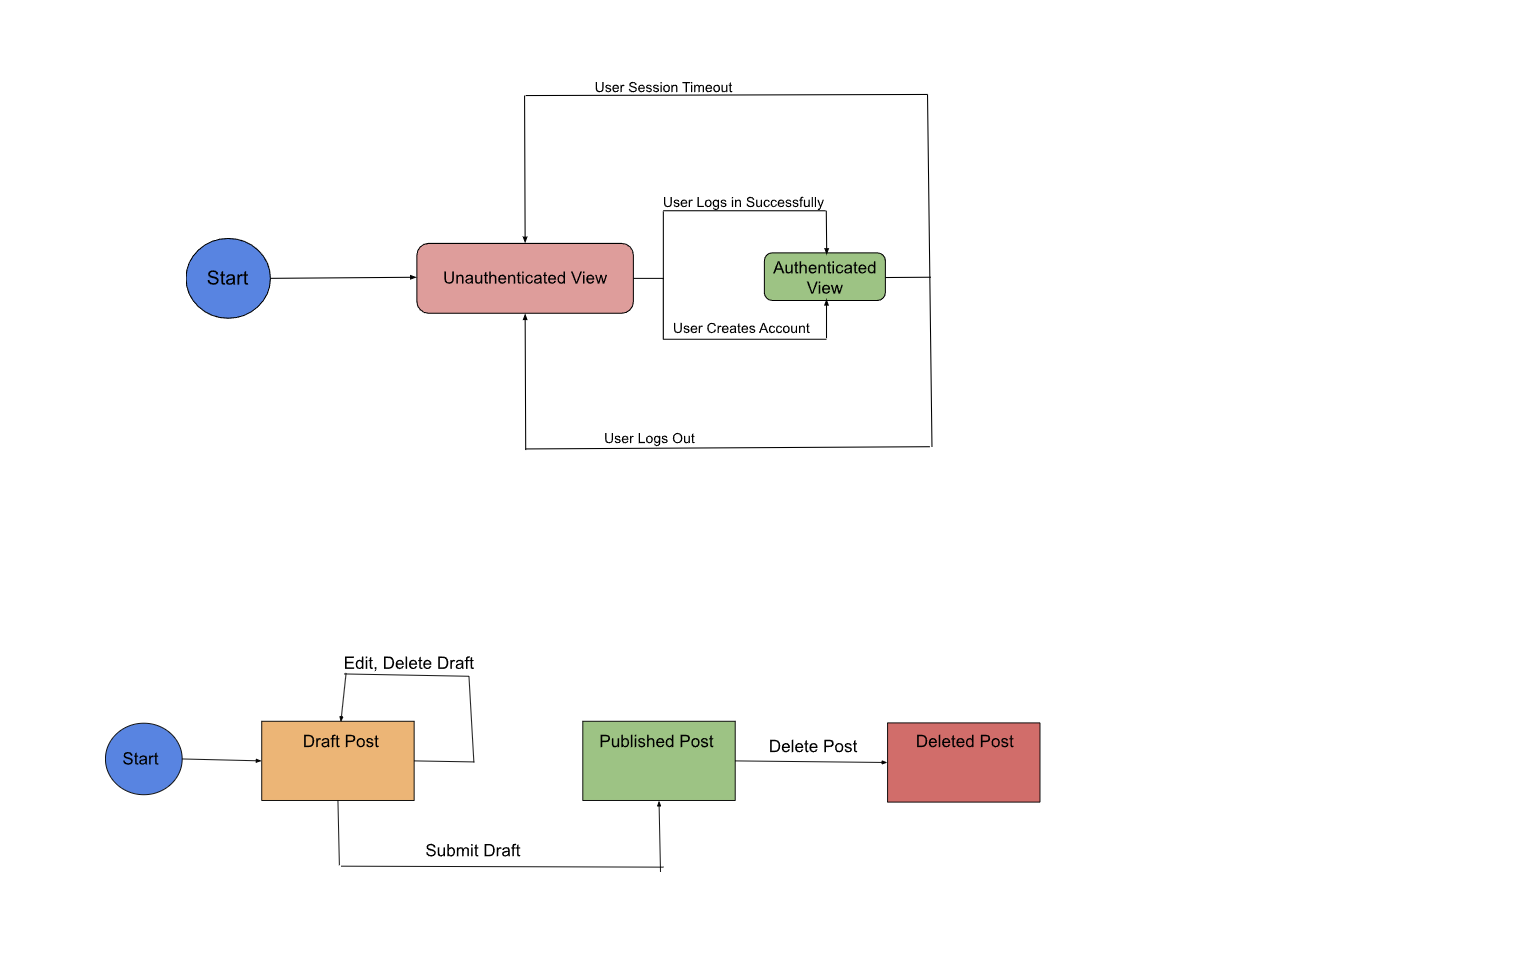 User Session Timeout
User Logs in Successfully
Start
Unauthenticated View
Authenticated
View
User Creates Account
User Logs Out
Edit, Delete Draft
Start
Draft Post
Published Post
Delete Post
Deleted Post
Submit Draft